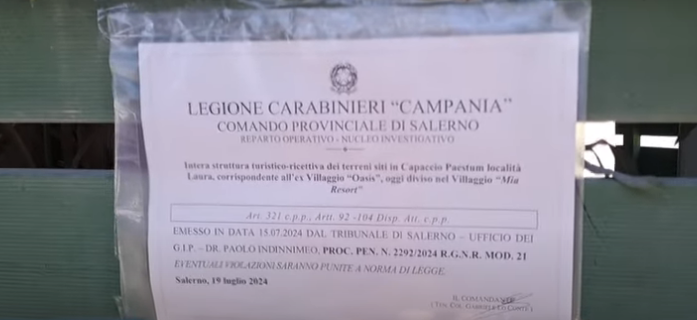 LEGIONE CARABINIERI “CAMPANIA”
COMANDO PROVINCIALE DI SALERNO
REPARTO OPERATIVO - NUCLEO INVESTIGATIVO
Intera struttura turistico-ricettiva dei terreni siti in Capaccio Paestum località
Laura, corrispondente all'ex Villaggio “Oasis”, oggi diviso nel Villaggio “Mia
Resort”
Art. 321 c.p.p., Artt. 92 -104 Disp. Att. c.p.p.
EMESSO IN DATA 15.07.2024 DAL TRIBUNALE DI SALERNO – UFFICIO DEI
G.I.P. – DR. PAOLO INDINNIMEO, PROC. PEN. N. 2292/2024 R.G.N.R. MOD. 21
EVENTUALI VIOLAZIONI SARANNO PUNITE A NORMA DI LEGGE.
Salerno, 19 luglio 2024
IL COMANDANTE